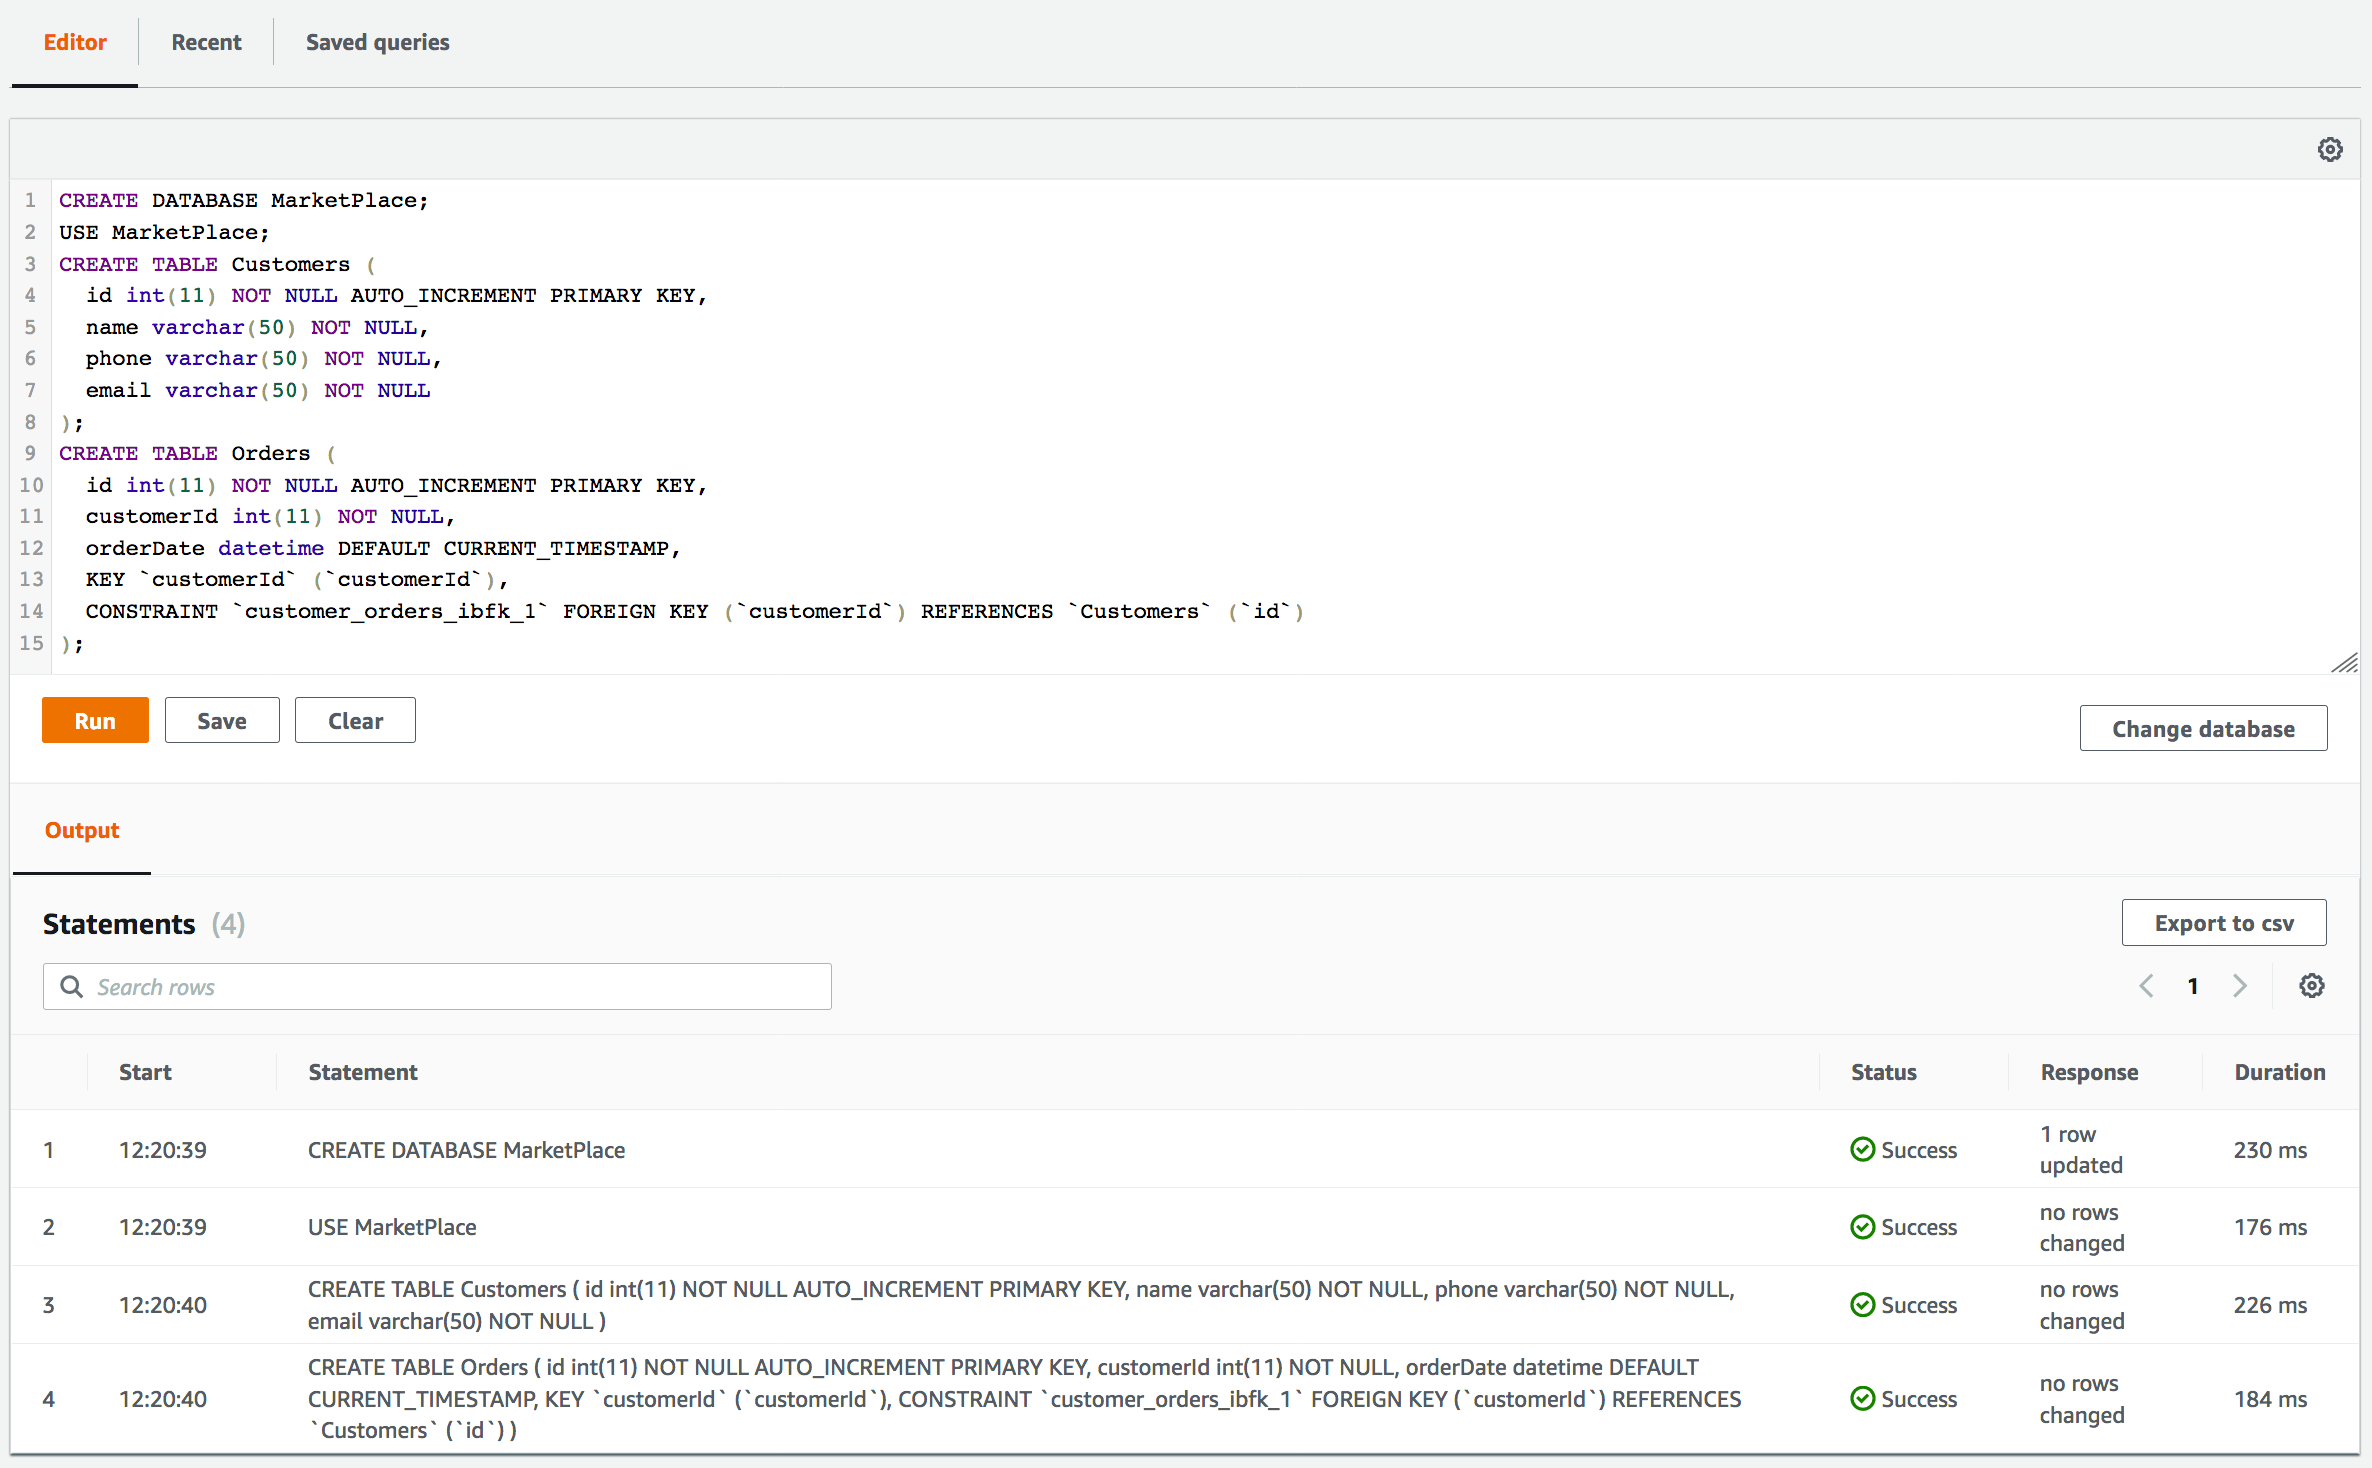 Editor
Recent
Saved queries
1 CREATE DATABASE MarketPlace;
2 USE MarketPlace;
3 CREATE TABLE Customers (
4 id int(11) NOT NULL AUTO_INCREMENT PRIMARY KEY,
5 name varchar(50) NOT NULL,
6 phone varchar(50) NOT NULL,
7 email varchar(50) NOT NULL
8 );
9 CREATE TABLE Orders (
10 id int(11) NOT NULL AUTO_INCREMENT PRIMARY KEY,
11 customerId int(11) NOT NULL,
12 orderDate datetime DEFAULT CURRENT_TIMESTAMP,
13 KEY `customerId` (`customerId`),
14 CONSTRAINT `customer_orders_ibfk_1` FOREIGN KEY (`customerId`) REFERENCES `Customers` (`id`)
15 );
Run
Save
Clear
Change database
Output
Statements (4)
Export to csv
Search rows
1
Start Statement Status Response Duration
1 12:20:39 CREATE DATABASE MarketPlace Success 1 row
updated 230 ms
2 12:20:39 USE MarketPlace Success no rows
changed 176 ms
3 12:20:40 CREATE TABLE Customers ( id int(11) NOT NULL AUTO_INCREMENT PRIMARY KEY, name varchar(50) NOT NULL, phone varchar(50) NOT NULL,
email varchar(50) NOT NULL ) Success no rows
changed 226 ms
4 12:20:40 CREATE TABLE Orders ( id int(11) NOT NULL AUTO_INCREMENT PRIMARY KEY, customerId int(11) NOT NULL, orderDate datetime DEFAULT
CURRENT_TIMESTAMP, KEY `customerId` (`customerId`), CONSTRAINT `customer_orders_ibfk_1` FOREIGN KEY (`customerId`) REFERENCES
`Customers` (`id`) ) Success no rows
changed 184 ms